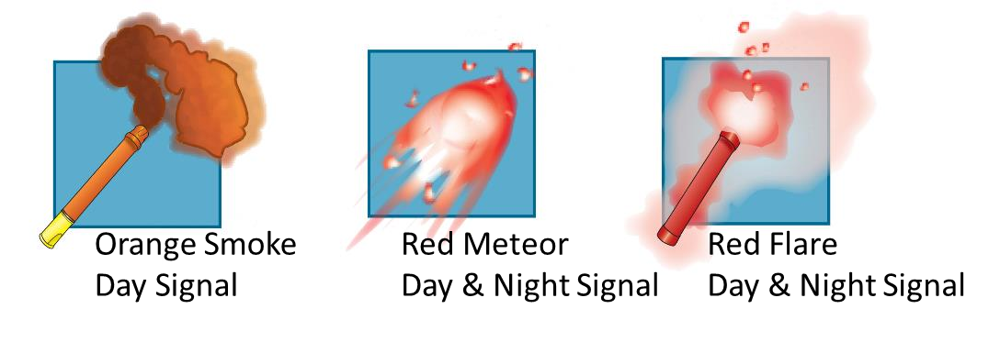 Orange Smoke
Day Signal
Red Meteor
Day & Night Signal
Red Flare
Day & Night Signal